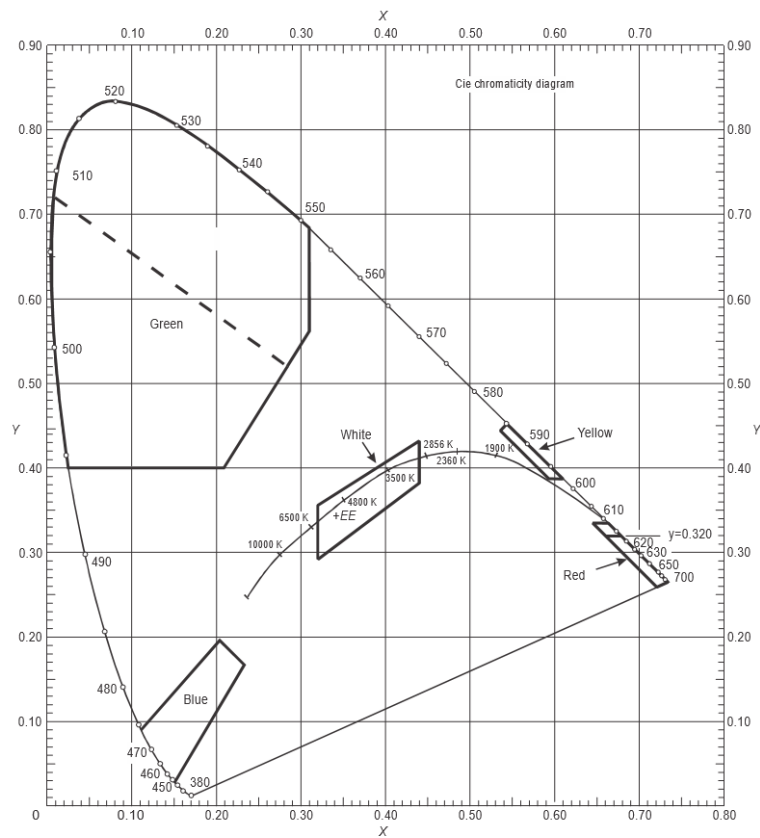 X
0.10 0.20 0.30 0.40 0.50 0.60 0.70
0.90 0.90
Cie chromaticity diagram
520
0.80 530 0.80
540
510
550
0.70 0.70
560
0.60 0.60
570
Green
500
0.50 580 0.50
Y Y
White 2856 K 590 Yellow
0.40 2360 K 1900 K 0.40
3500 K 600
4800 K
6500 K +EE 610
10000 K y=0.320
620
0.30 490 630 0.30
650
Red 700
0.20 0.20
480
Blue
0.10 0.10
470
460
450 380
0 0.10 0.20 0.30 0.40 0.50 0.60 0.70 0.80
X